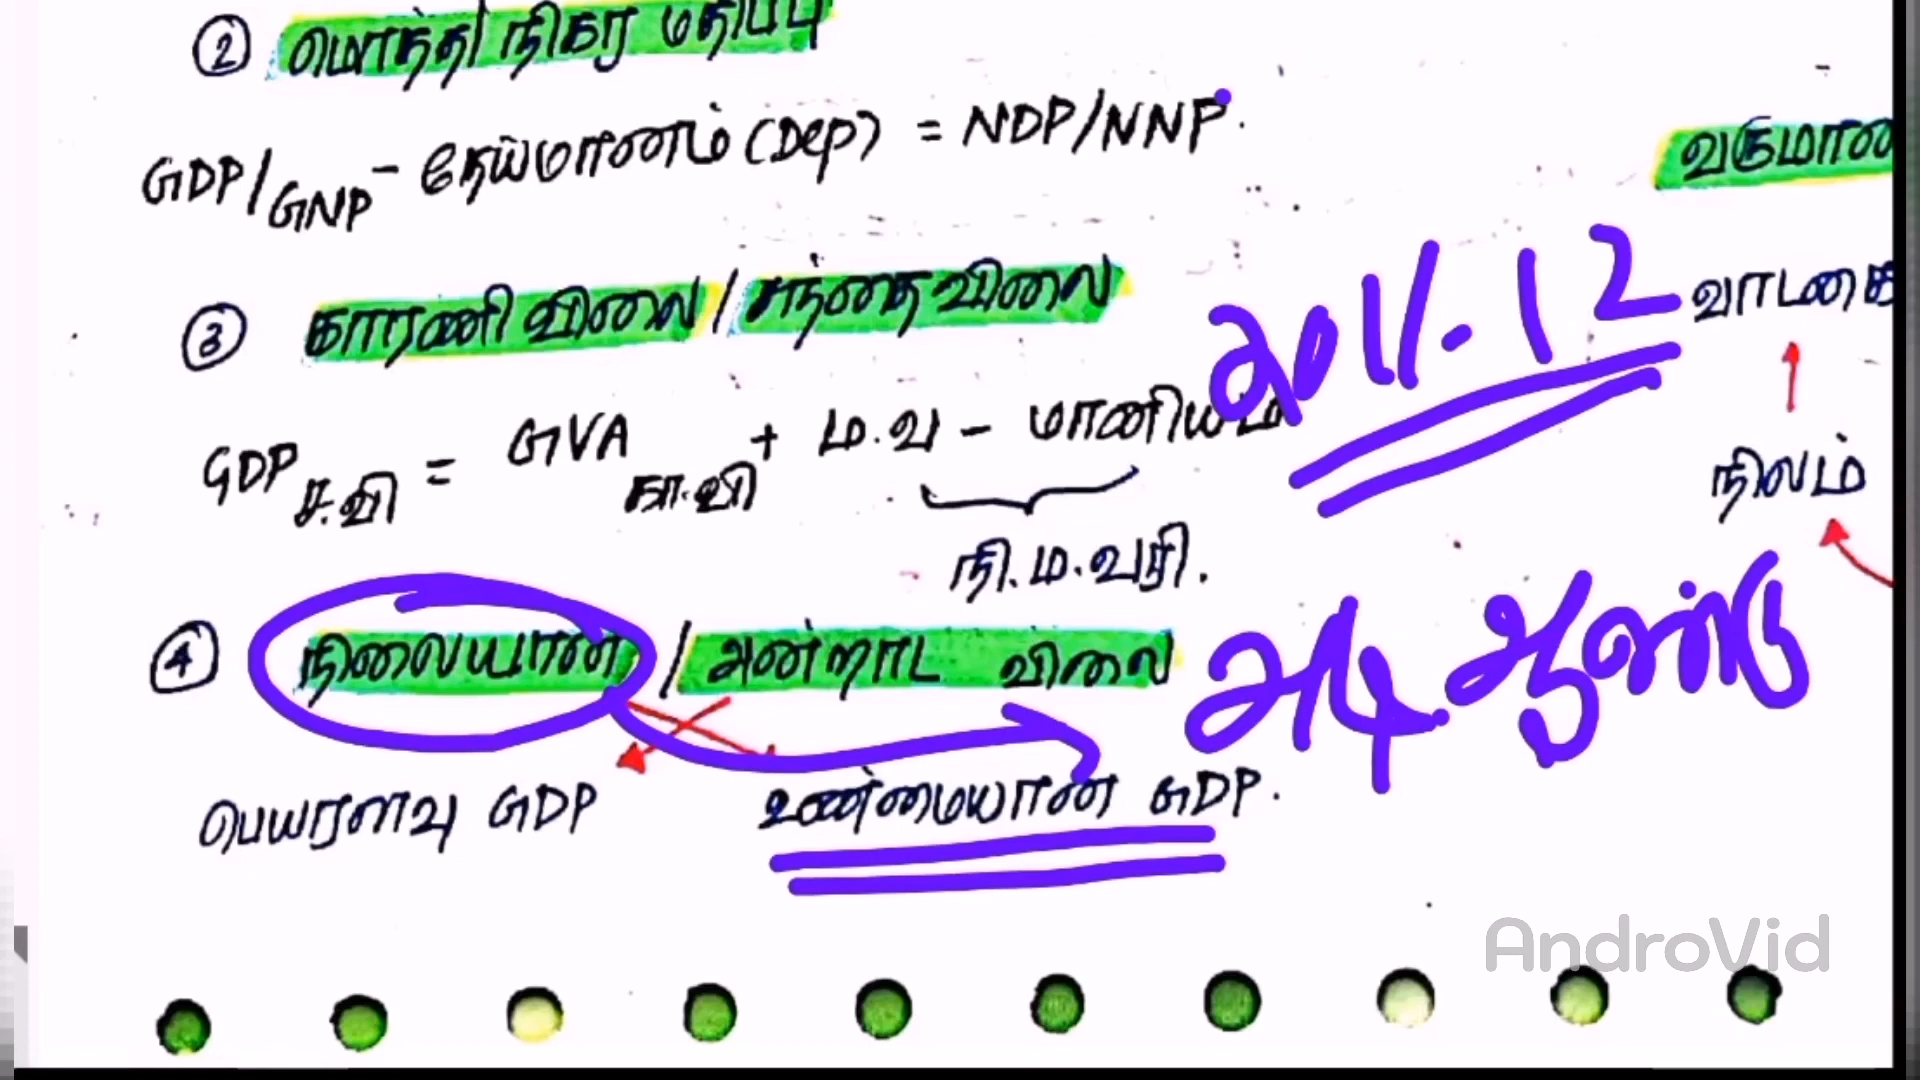 ② மொத்த/நிகர மதிப்பு
GDP/GNP - தேய்மானம் (Dep) = NDP/NNP.
③ காரணி விலை / சந்தை விலை
GDP ச.வி = GVA கா.வி + ம.வ - மானியம்
நி.ம.வரி.
④ நிலையான / அன்றாட விலை
பெயரளவு GDP உண்மையான GDP.
2011-12
அடி.ஆண்டு
வருமான
வாடகை
நிலம்
AndroVid